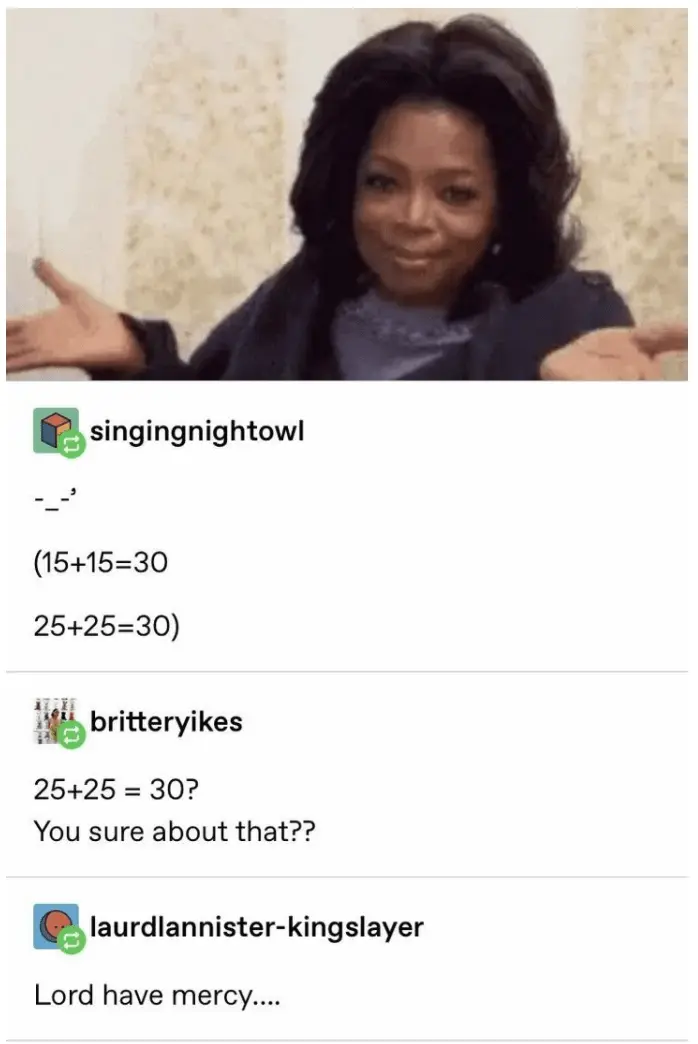 singingnightowl
-_-’
(15+15=30
25+25=30)
britteryikes
25+25 = 30?
You sure about that??
laurdlannister-kingslayer
Lord have mercy....